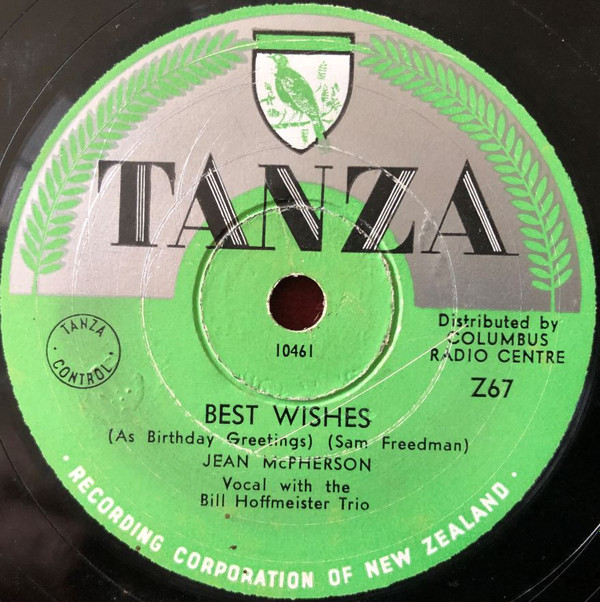 TANZA
TANZA
CONTROL
10461
Distributed by
COLUMBUS
RADIO CENTRE
Z67
BEST WISHES
(As Birthday Greetings) (Sam Freedman)
JEAN McPHERSON
Vocal with the
Bill Hoffmeister Trio
· RECORDING CORPORATION OF NEW ZEALAND ·